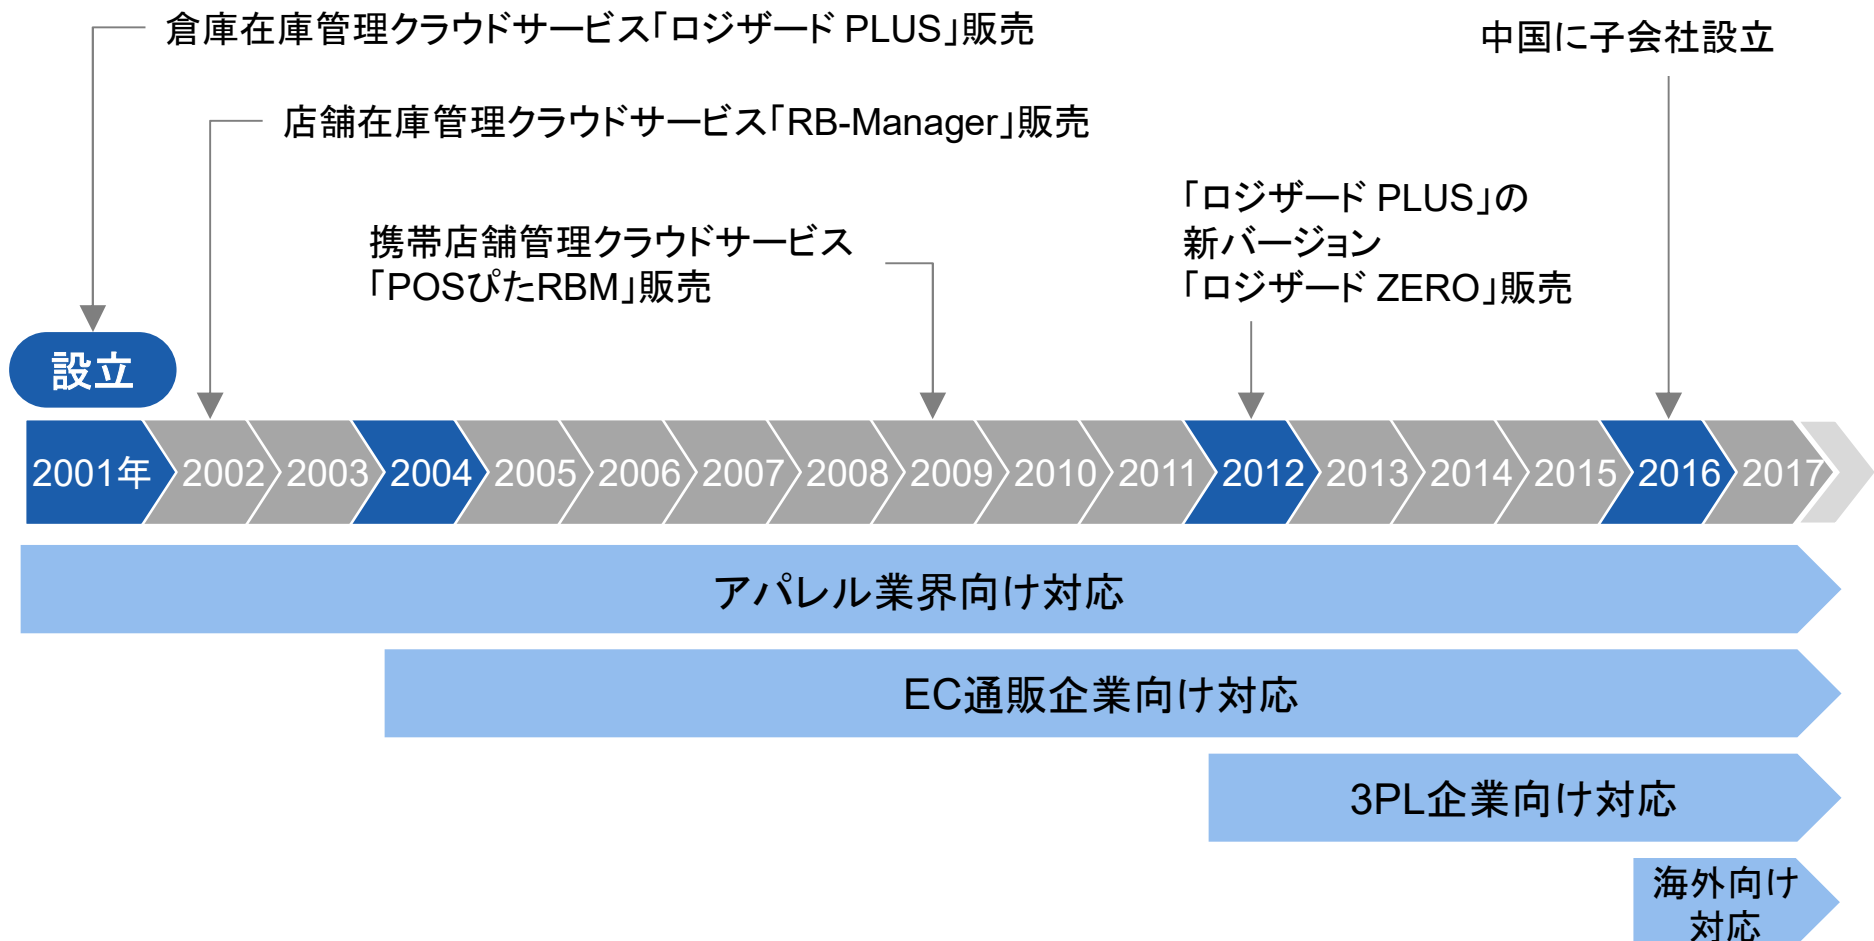 倉庫在庫管理クラウドサービス「ロジザード PLUS」販売
中国に子会社設立
店舗在庫管理クラウドサービス「RB-Manager」販売
「ロジザード PLUS」の
新バージョン
「ロジザード ZERO」販売
携帯店舗管理クラウドサービス
「POSぴたRBM」販売
設立
2001年 2002 2003 2004 2005 2006 2007 2008 2009 2010 2011 2012 2013 2014 2015 2016 2017
アパレル業界向け対応
EC通販企業向け対応
3PL企業向け対応
海外向け
対応